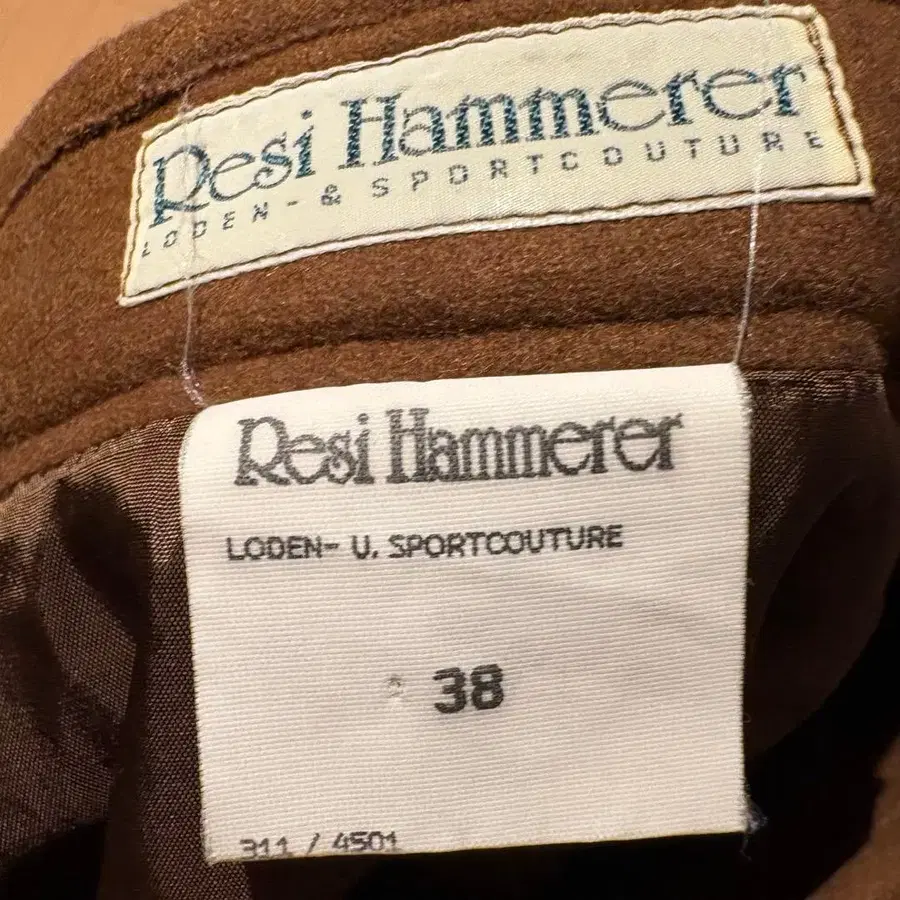 Resi Hammerer
LODEN-& SPORTCOUTURE
Resi Hammerer
LODEN- U. SPORTCOUTURE
38
311 / 4501